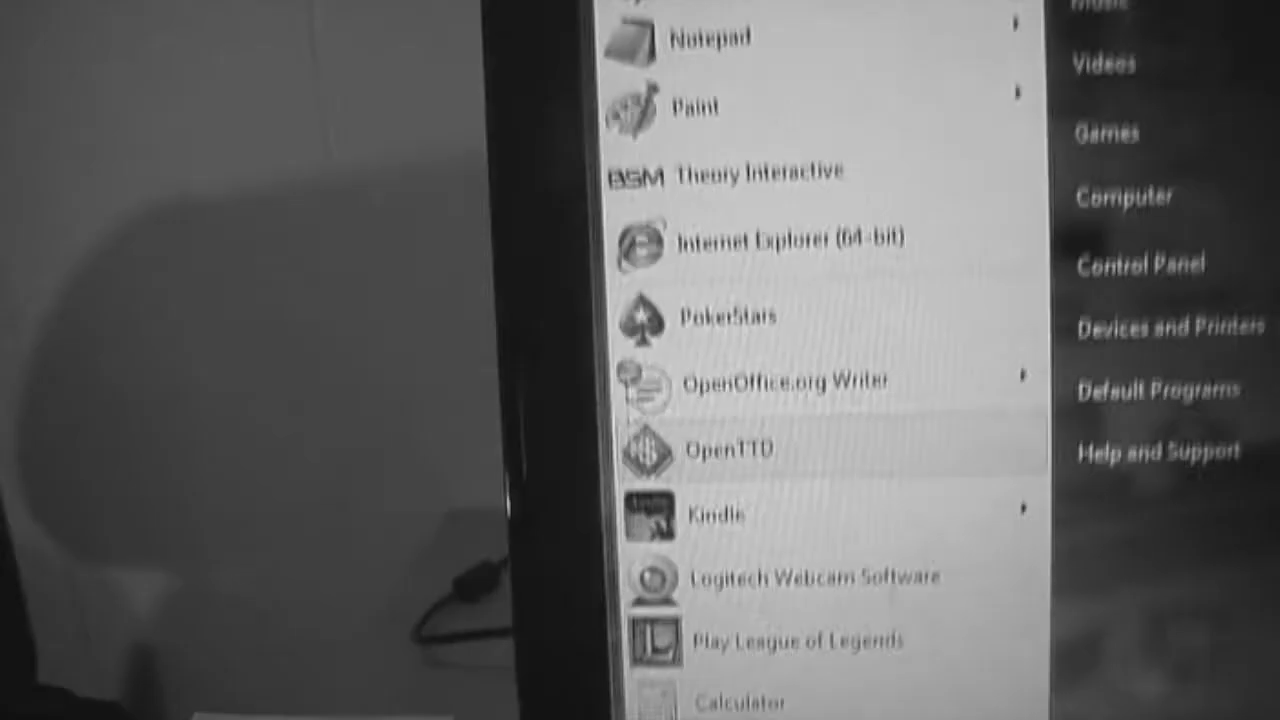 Notepad
Paint
BSM Theory Interactive
Internet Explorer (64-bit)
PokerStars
OpenOffice.org Writer
OpenTTD
Kindle
Logitech Webcam Software
Play League of Legends
Calculator
Music
Videos
Games
Computer
Control Panel
Devices and Printers
Default Programs
Help and Support